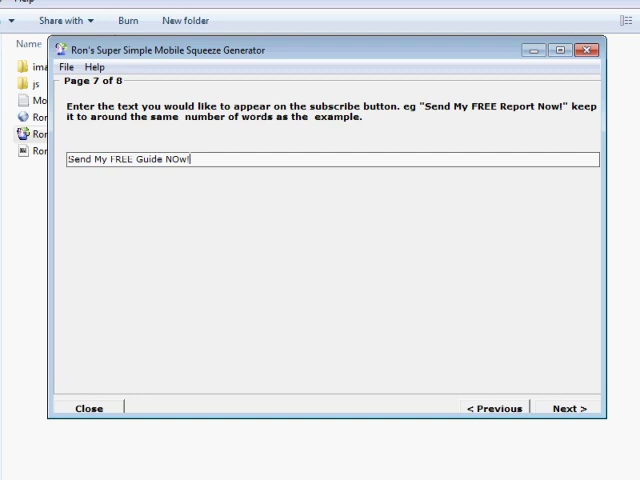 Help
Share with
Burn
New folder
Name
Ron's Super Simple Mobile Squeeze Generator
ima
File Help
js
Page 7 of 8
Mo
Enter the text you would like to appear on the subscribe button. eg "Send My FREE Report Now!" keep
Ron
it to around the same number of words as the example.
Ron
Ron
Send My FREE Guide NOw!
Close
< Previous
Next >